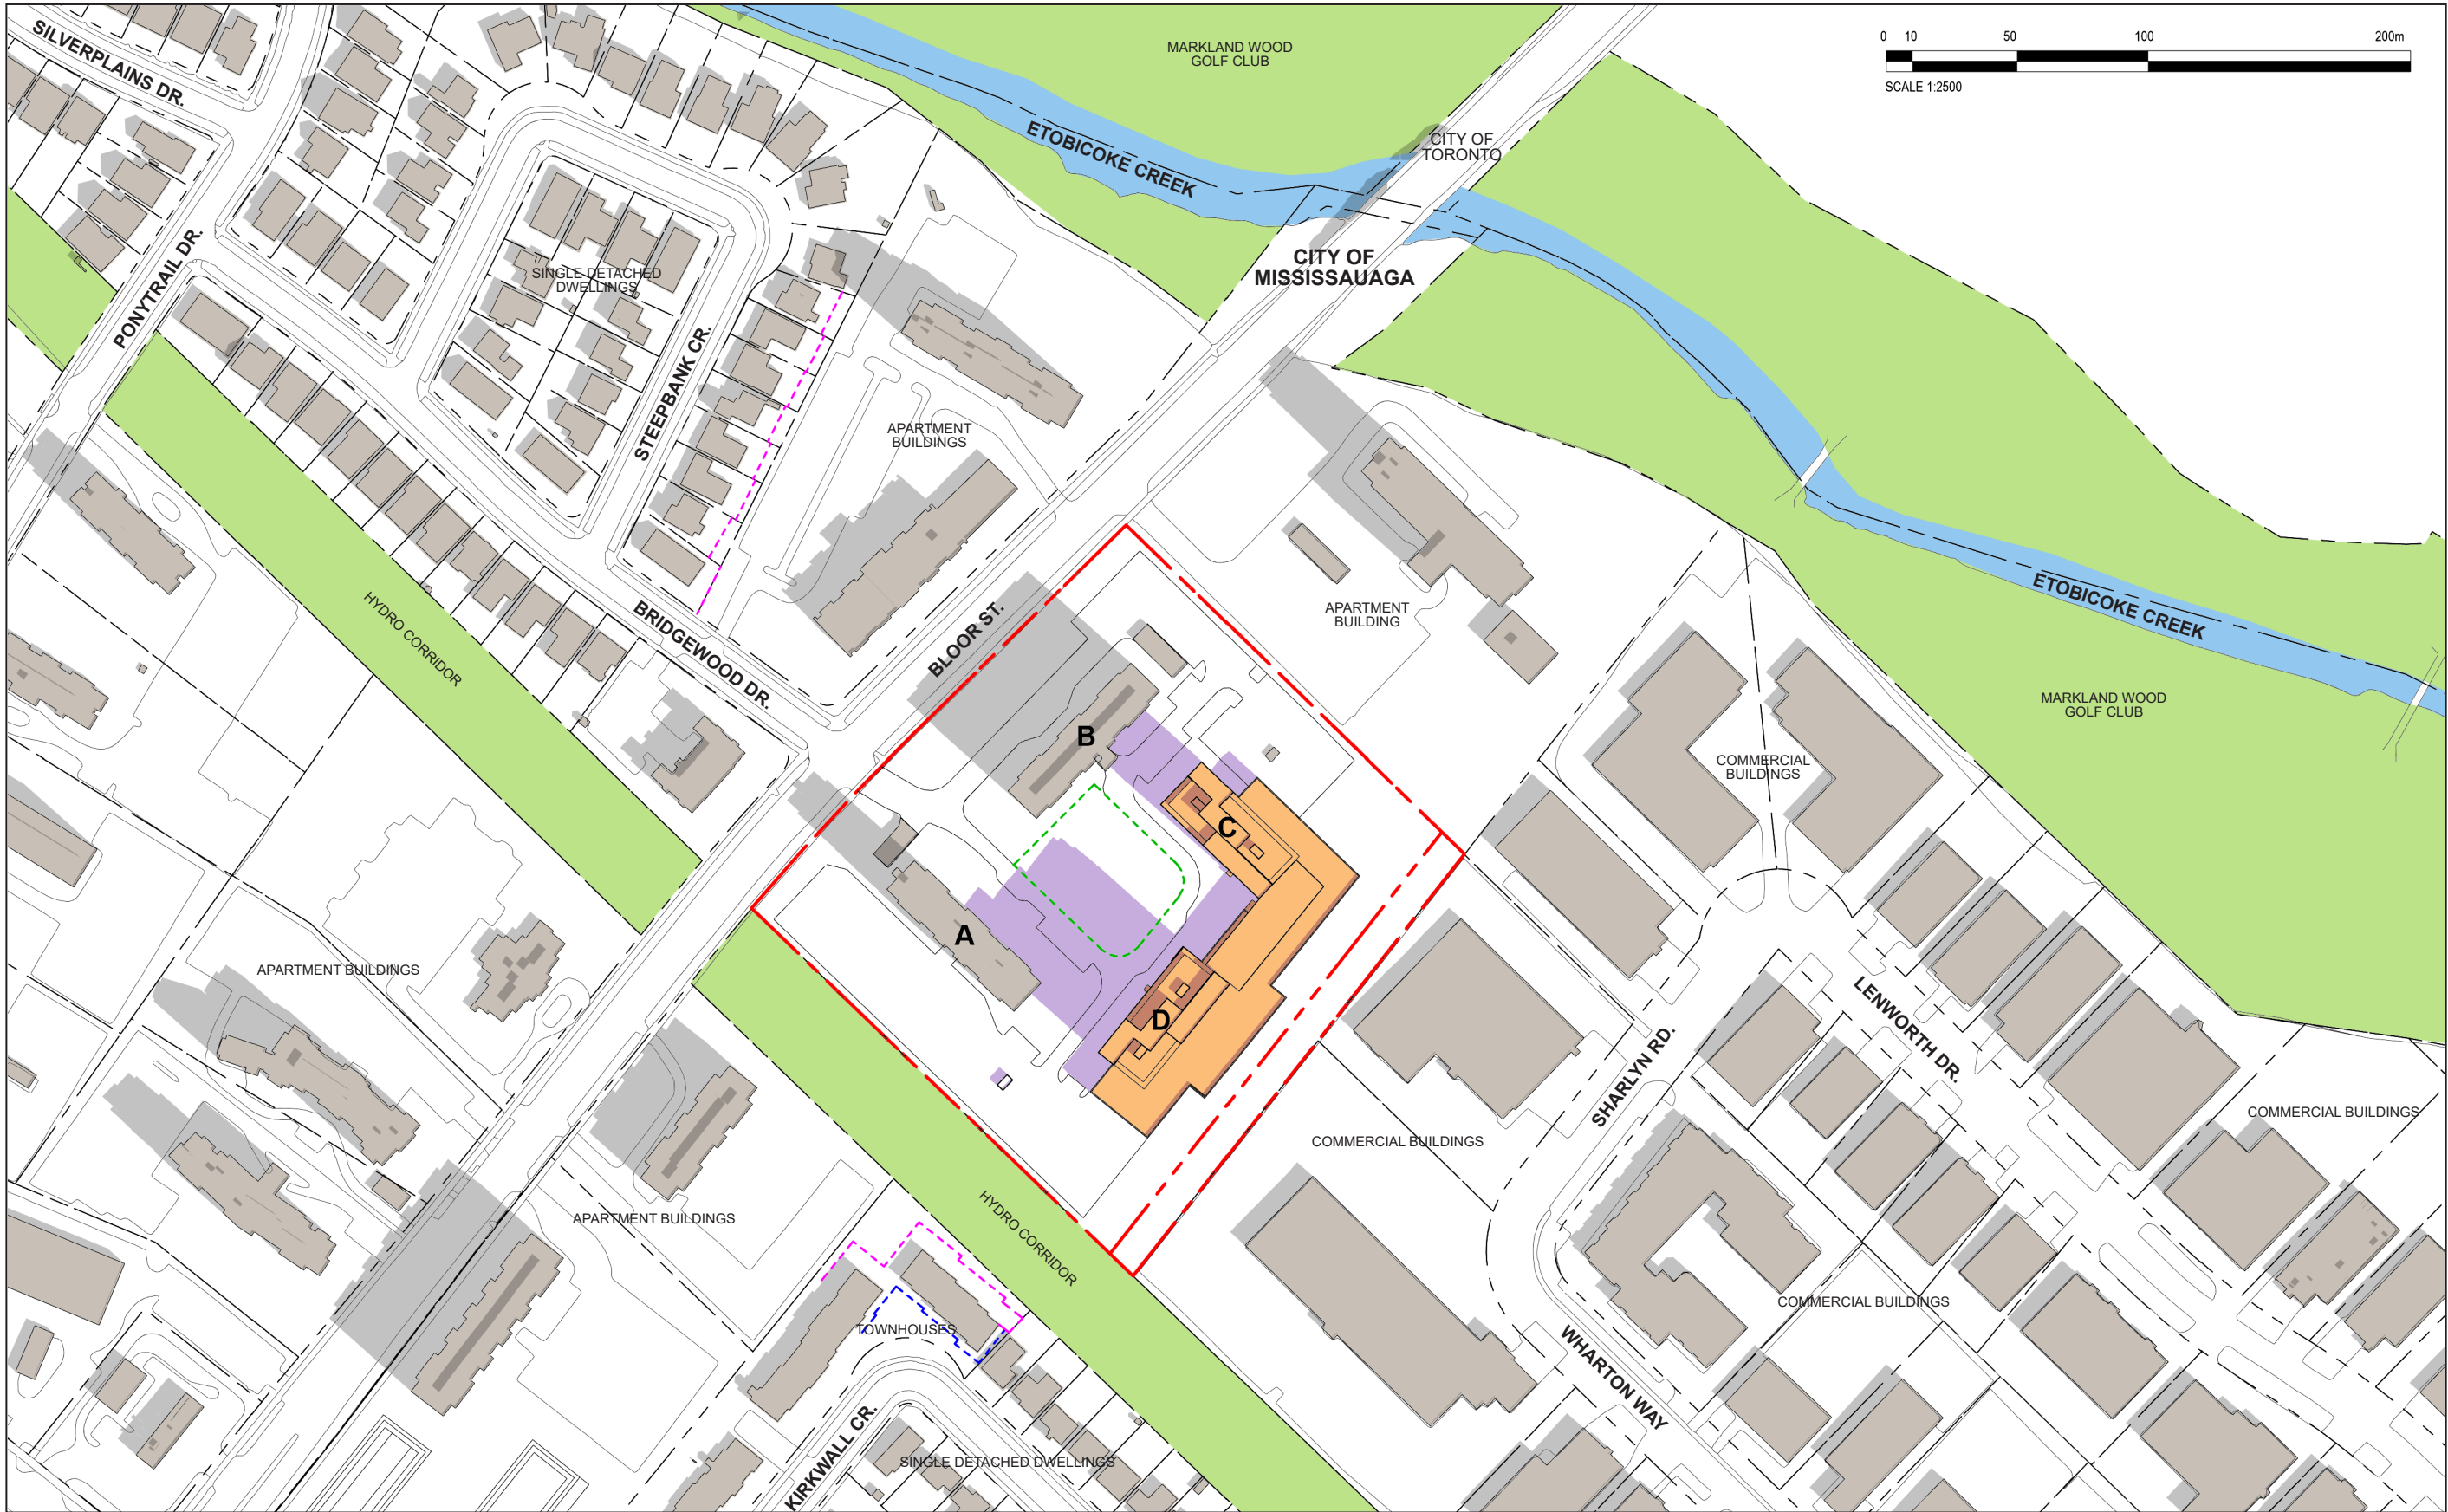 SILVERPLAINS DR.
MARKLAND WOOD
GOLF CLUB
0 10 50 100 200m
SCALE 1:2500
ETOBICOKE CREEK
CITY OF
TORONTO
CITY OF
MISSISSAUAGA
PONYTRAIL DR.
SINGLE DETACHED
DWELLINGS
STEEPBANK CR.
APARTMENT
BUILDINGS
HYDRO CORRIDOR
BRIDGEWOOD DR.
BLOOR ST.
APARTMENT
BUILDING
ETOBICOKE CREEK
MARKLAND WOOD
GOLF CLUB
COMMERCIAL
BUILDINGS
B
C
A
D
APARTMENT BUILDINGS
LENWORTH DR.
SHARLYN RD.
COMMERCIAL BUILDINGS
COMMERCIAL BUILDINGS
APARTMENT BUILDINGS
HYDRO CORRIDOR
COMMERCIAL BUILDINGS
TOWNHOUSES
WHARTON WAY
KIRKWALL CR.
SINGLE DETACHED DWELLINGS